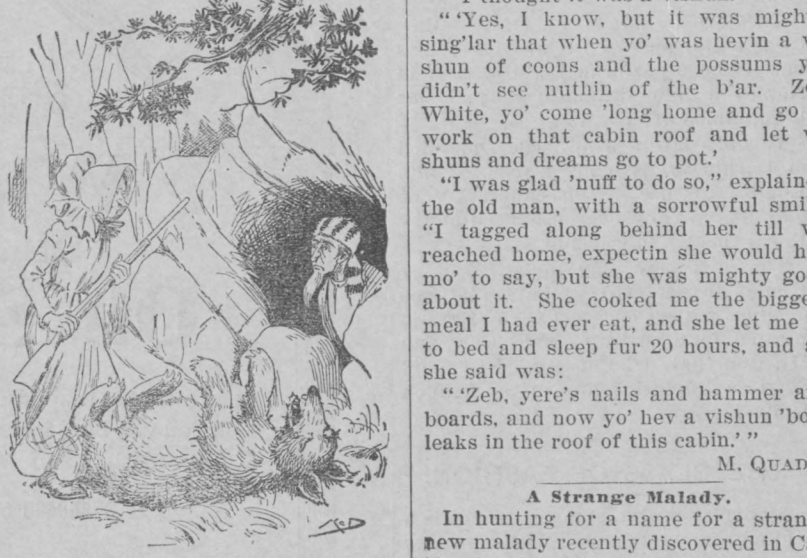 " 'Yes, I know, but it was migh
sing'lar that when yo' was hevin a
shun of coons and the possums y
didn't see nuthin of the b'ar. Z
White, yo' come 'long home and go
work on that cabin roof and let
shuns and dreams go to pot.'
"I was glad 'nuff to do so," explain
the old man, with a sorrowful smi
"I tagged along behind her till
reached home, expectin she would h
mo' to say, but she was mighty go
about it. She cooked me the bigge
meal I had ever eat, and she let me
to bed and sleep fur 20 hours, and
she said was:
" 'Zeb, yere's nails and hammer a
boards, and now yo' hev a vishun 'bo
leaks in the roof of this cabin.' "
M. QUAD
A Strange Malady.
In hunting for a name for a stran
new malady recently discovered in C